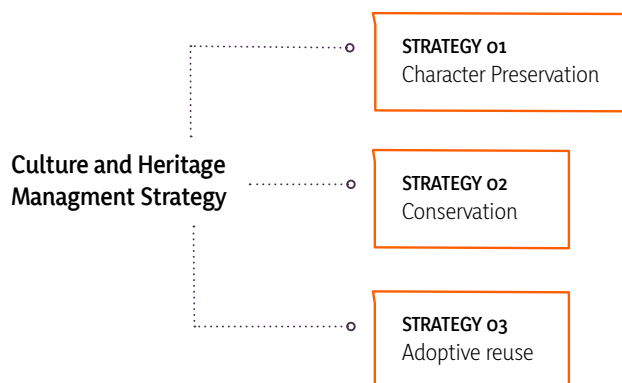 STRATEGY 01
Character Preservation
Culture and Heritage
Managment Strategy
STRATEGY 02
Conservation
STRATEGY 03
Adoptive reuse